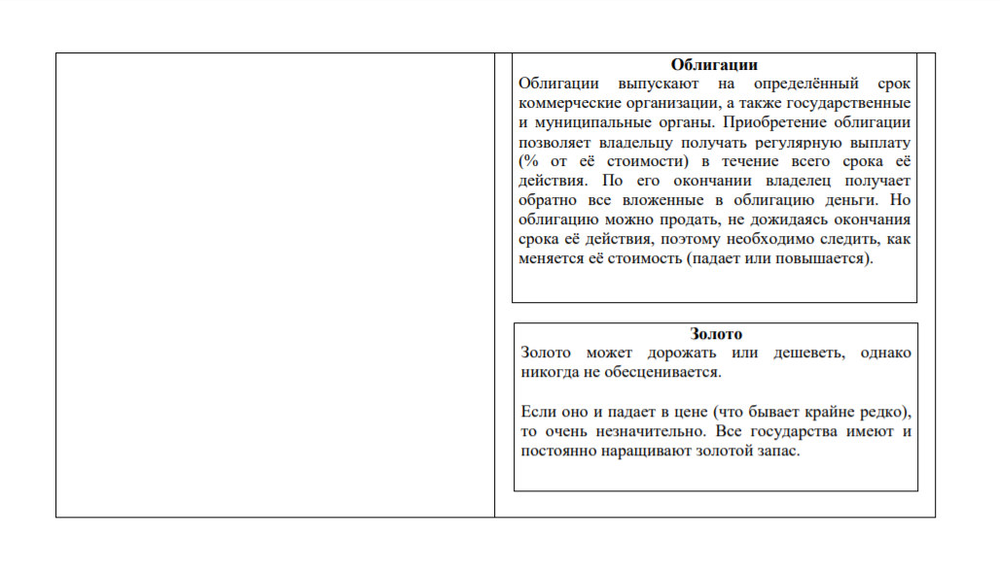 Облигации
Облигации выпускают на определённый срок
коммерческие организации, а также государственные
и муниципальные органы. Приобретение облигации
позволяет владельцу получать регулярную выплату
(% от её стоимости) в течение всего срока её
действия. По его окончании владелец получает
обратно все вложенные в облигацию деньги. Но
облигацию можно продать, не дожидаясь окончания
срока её действия, поэтому необходимо следить, как
меняется её стоимость (падает или повышается).
Золото
Золото может дорожать или дешеветь, однако
никогда не обесценивается.
Если оно и падает в цене (что бывает крайне редко),
то очень незначительно. Все государства имеют и
постоянно наращивают золотой запас.